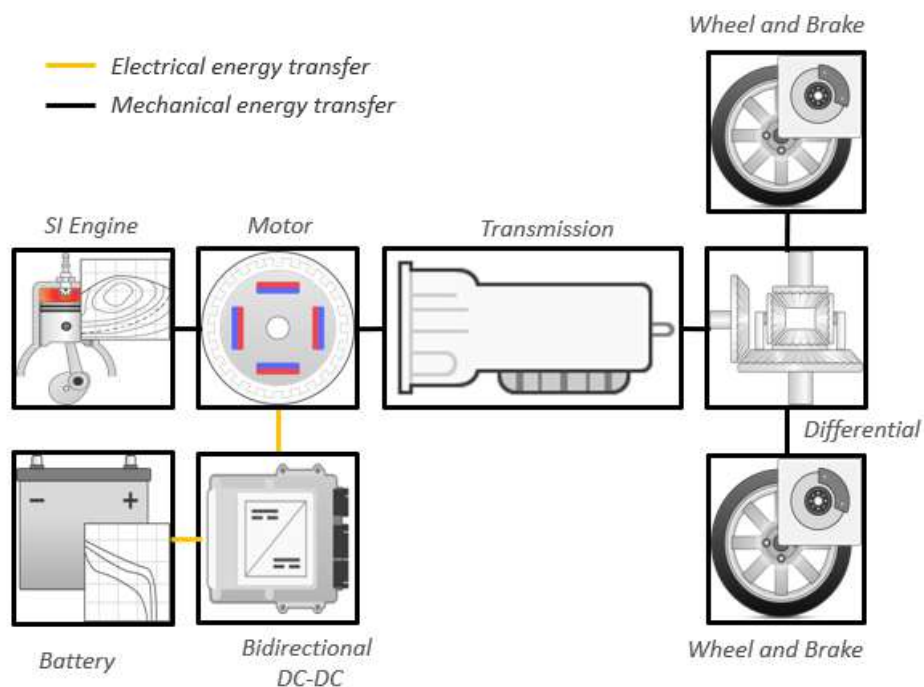 Wheel and Brake
Electrical energy transfer
Mechanical energy transfer
SI Engine
Motor
Transmission
Differential
- +
Battery
Bidirectional
DC-DC
Wheel and Brake